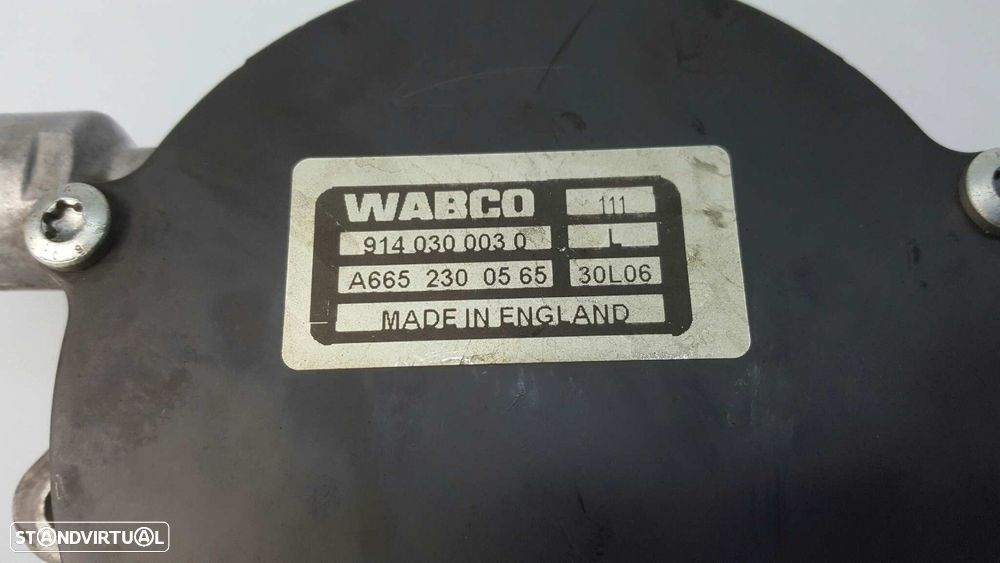 WABCO 111
914 030 003 0 L
A665 230 05 65 30L06
MADE IN ENGLAND
STANDVIRTUAL